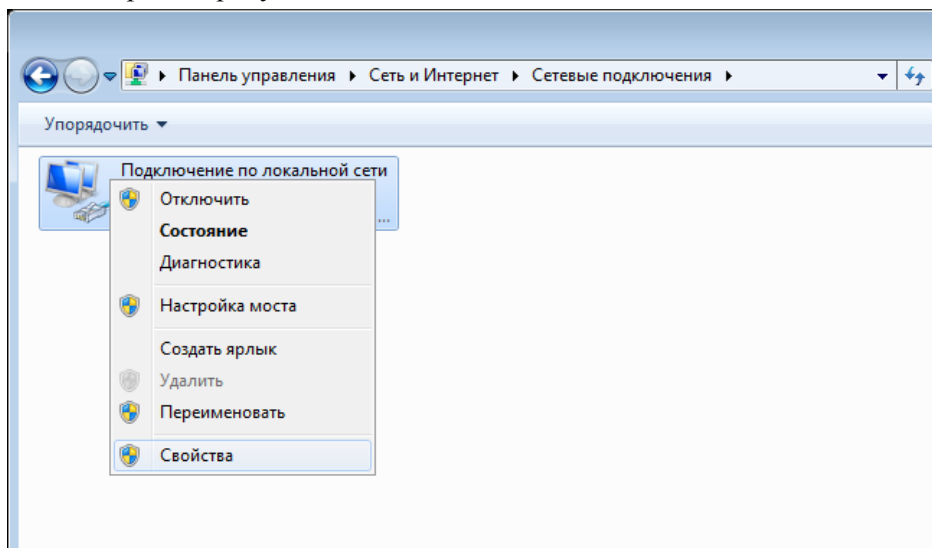 Панель управления ▸ Сеть и Интернет ▸ Сетевые подключения ▸
Упорядочить
Подключение по локальной сети
Отключить
...
Состояние
Диагностика
Настройка моста
Создать ярлык
Удалить
Переименовать
Свойства